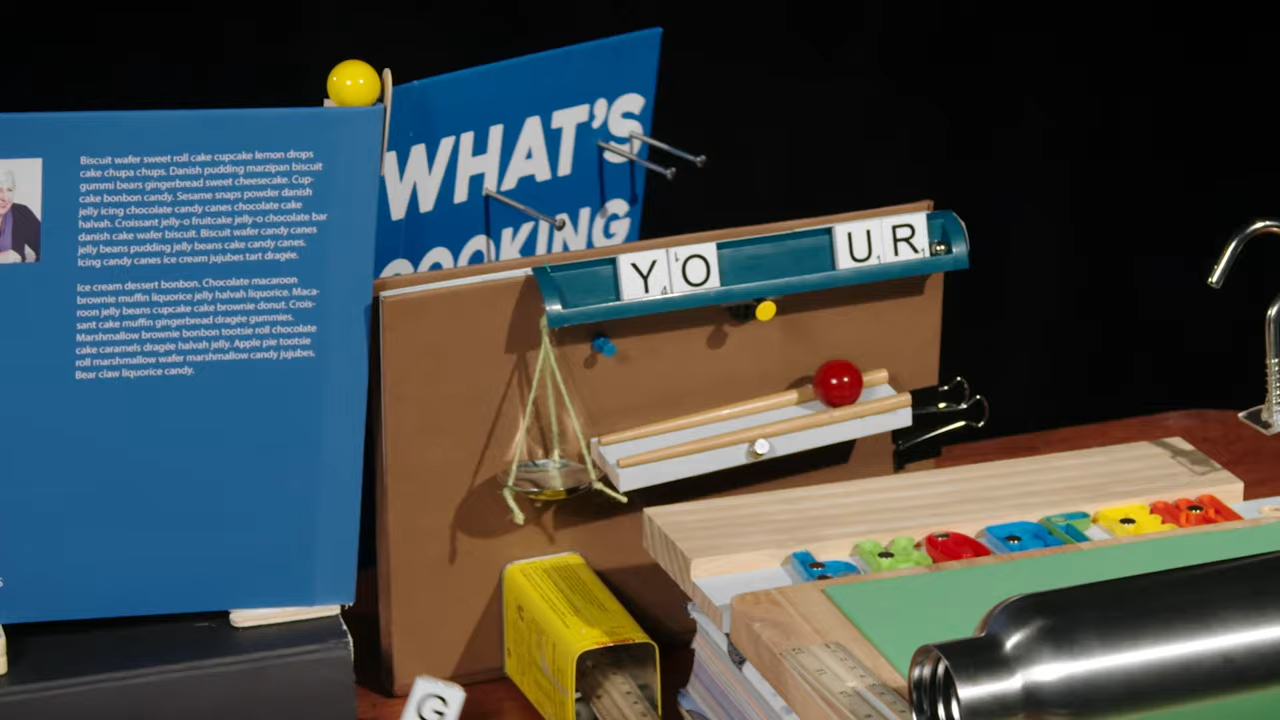 Biscuit wafer sweet roll cake cupcake lemon drops
cake chupa chups. Danish pudding marzipan biscuit
gummi bears gingerbread sweet cheesecake. Cup-
cake bonbon candy. Sesame snaps powder danish
jelly icing chocolate candy canes chocolate cake
halvah. Croissant jelly-o fruitcake jelly-o chocolate bar
danish cake wafer biscuit. Biscuit wafer candy canes
jelly beans pudding jelly beans cake candy canes.
Icing candy canes ice cream jujubes tart dragée.
Ice cream dessert bonbon. Chocolate macaroon
brownie muffin liquorice jelly halvah liquorice. Maca-
roon jelly beans cupcake cake brownie donut. Crois-
sant cake muffin gingerbread dragée gummies.
Marshmallow brownie bonbon tootsie roll chocolate
cake caramels dragée halvah jelly. Apple pie tootsie
roll marshmallow wafer marshmallow candy jujubes.
Bear claw liquorice candy.
WHAT'S
COOKING
YO UR
G